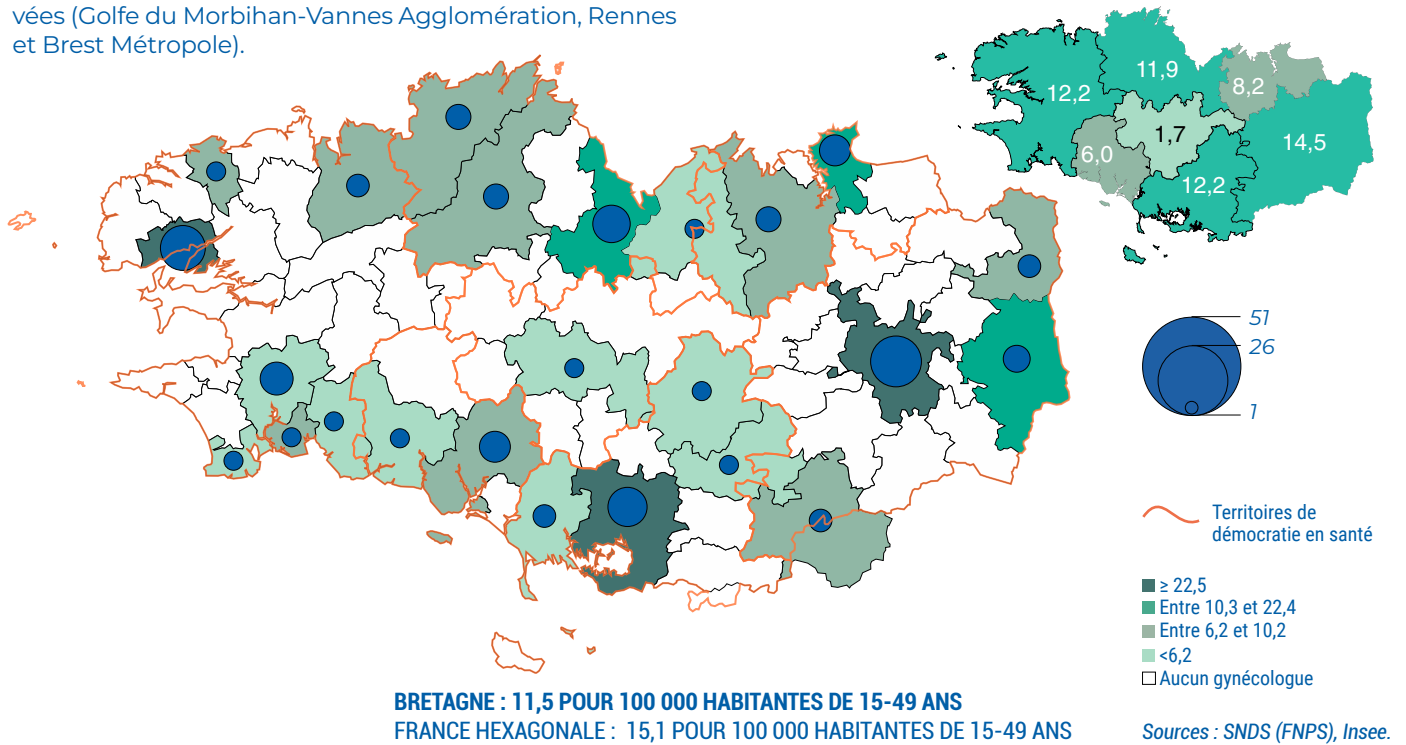 vées (Golfe du Morbihan-Vannes Agglomération, Rennes
et Brest Métropole).
11,9
8,2
12,2
1,7
14,5
6,0
12,2
51
26
1
Territoires de
démocratie en santé
≥ 22,5
Entre 10,3 et 22,4
Entre 6,2 et 10,2
<6,2
Aucun gynécologue
BRETAGNE : 11,5 POUR 100 000 HABITANTES DE 15-49 ANS
FRANCE HEXAGONALE : 15,1 POUR 100 000 HABITANTES DE 15-49 ANS
Sources : SNDS (FNPS), Insee.